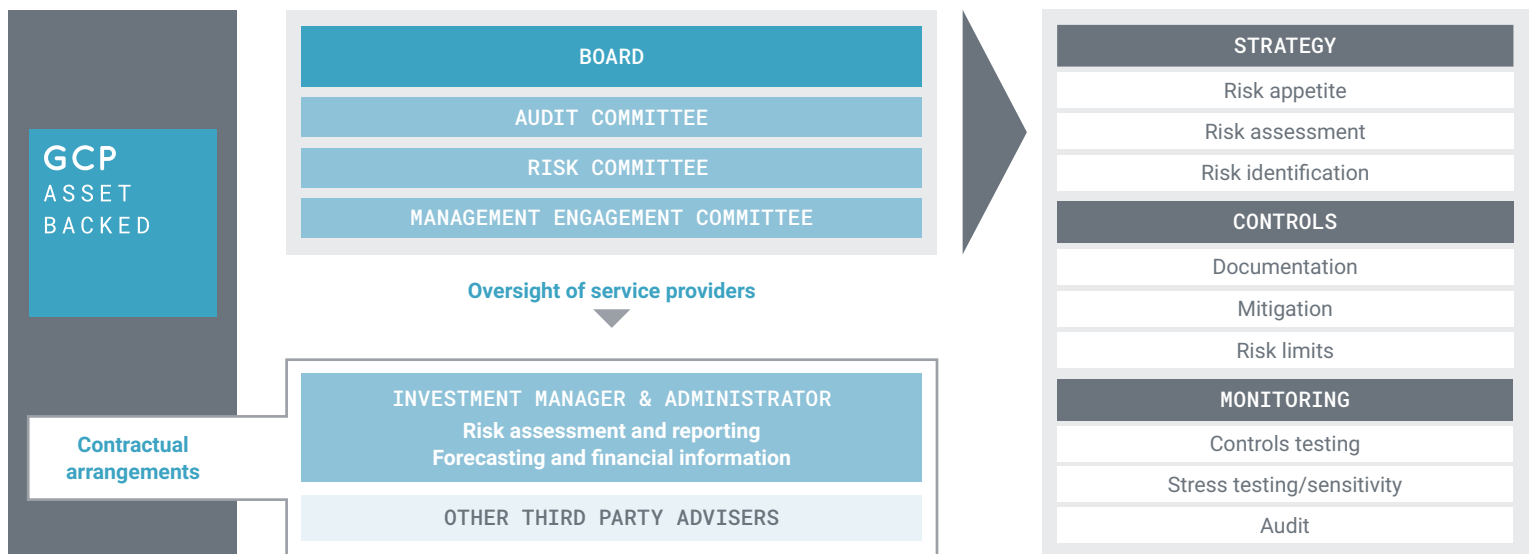 GCP
ASSET
BACKED
BOARD
AUDIT COMMITTEE
RISK COMMITTEE
MANAGEMENT ENGAGEMENT COMMITTEE
Oversight of service providers
Contractual
arrangements
INVESTMENT MANAGER & ADMINISTRATOR
Risk assessment and reporting
Forecasting and financial information
OTHER THIRD PARTY ADVISERS
STRATEGY
Risk appetite
Risk assessment
Risk identification
CONTROLS
Documentation
Mitigation
Risk limits
MONITORING
Controls testing
Stress testing/sensitivity
Audit